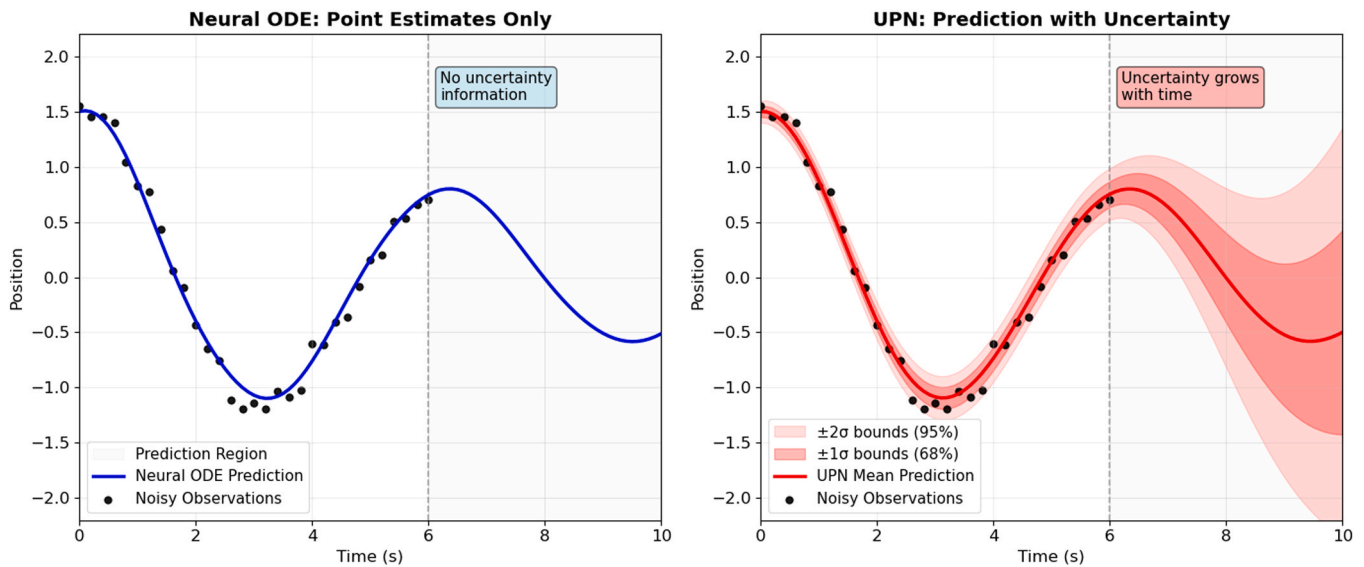 Neural ODE: Point Estimates Only
2.0
1.5
1.0
0.5
0.0
−0.5
−1.0
−1.5
−2.0
Position
No uncertainty
information
Prediction Region
Neural ODE Prediction
Noisy Observations
0 2 4 6 8 10
Time (s)
UPN: Prediction with Uncertainty
2.0
1.5
1.0
0.5
0.0
−0.5
−1.0
−1.5
−2.0
Position
Uncertainty grows
with time
±2σ bounds (95%)
±1σ bounds (68%)
UPN Mean Prediction
Noisy Observations
0 2 4 6 8 10
Time (s)